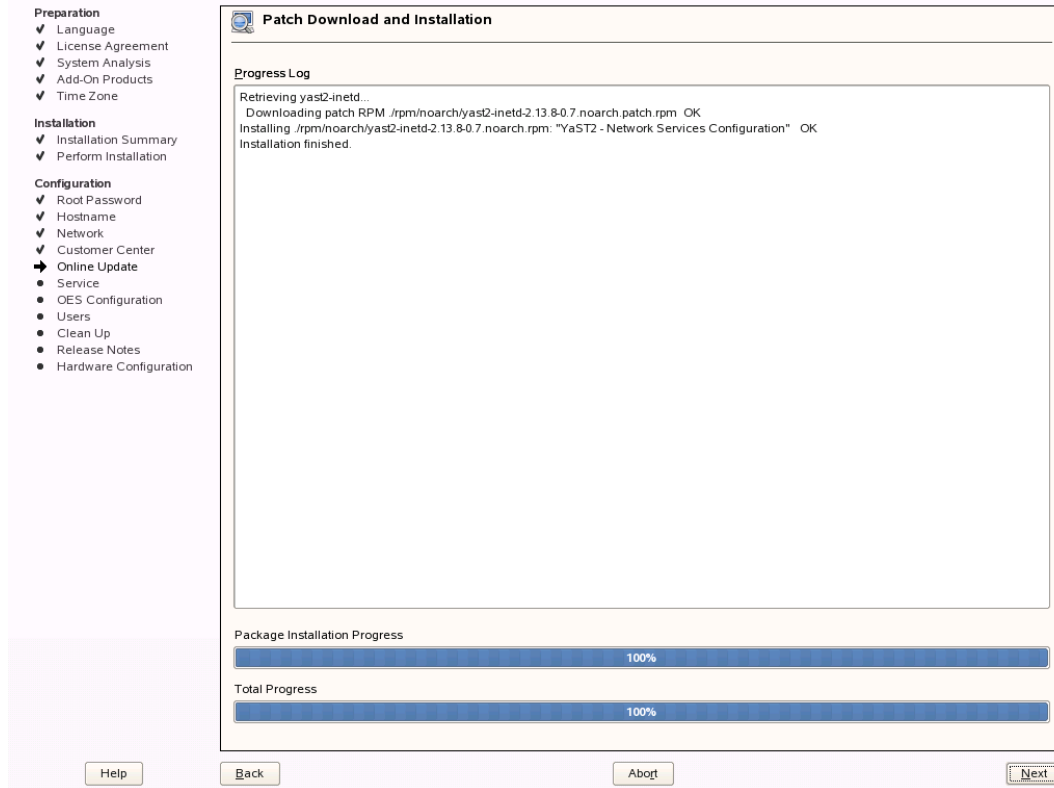 Preparation
Language
License Agreement
System Analysis
Add-On Products
Time Zone
Installation
Installation Summary
Perform Installation
Configuration
Root Password
Hostname
Network
Customer Center
Online Update
Service
OES Configuration
Users
Clean Up
Release Notes
Hardware Configuration
Patch Download and Installation
Progress Log
Retrieving yast2-inetd...
Downloading patch RPM ./rpm/noarch/yast2-inetd-2.13.8-0.7.noarch.patch.rpm OK
Installing ./rpm/noarch/yast2-inetd-2.13.8-0.7.noarch.rpm: "YaST2 - Network Services Configuration" OK
Installation finished.
Package Installation Progress
100%
Total Progress
100%
Help
Back
Abort
Next